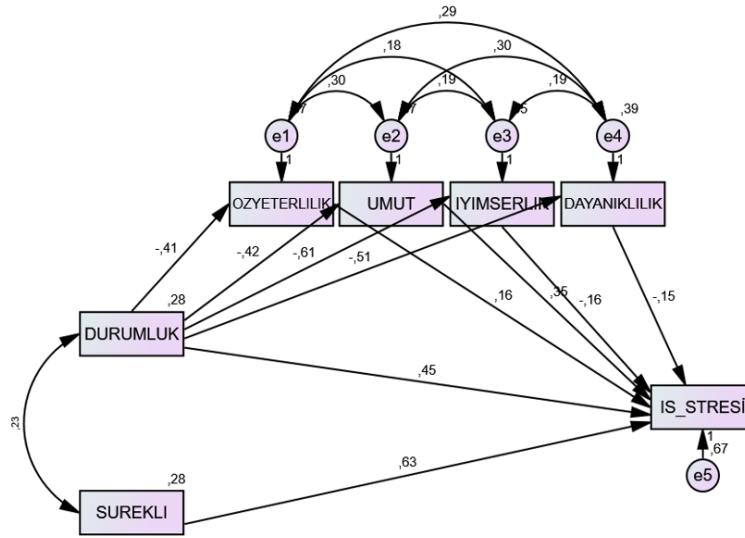 ,29
,18
,30
,30
,19
,19
,39
e1
e2
e3
e4
1
1
1
1
OZYETERLILIK
UMUT
IYIMSERLIK
DAYANIKLILIK
-,41
-,42
-,61
-,51
,16
,35
-,16
-,15
,28
DURUMLUK
,45
IS_STRESİ
,23
1
,67
,63
e5
,28
SUREKLI